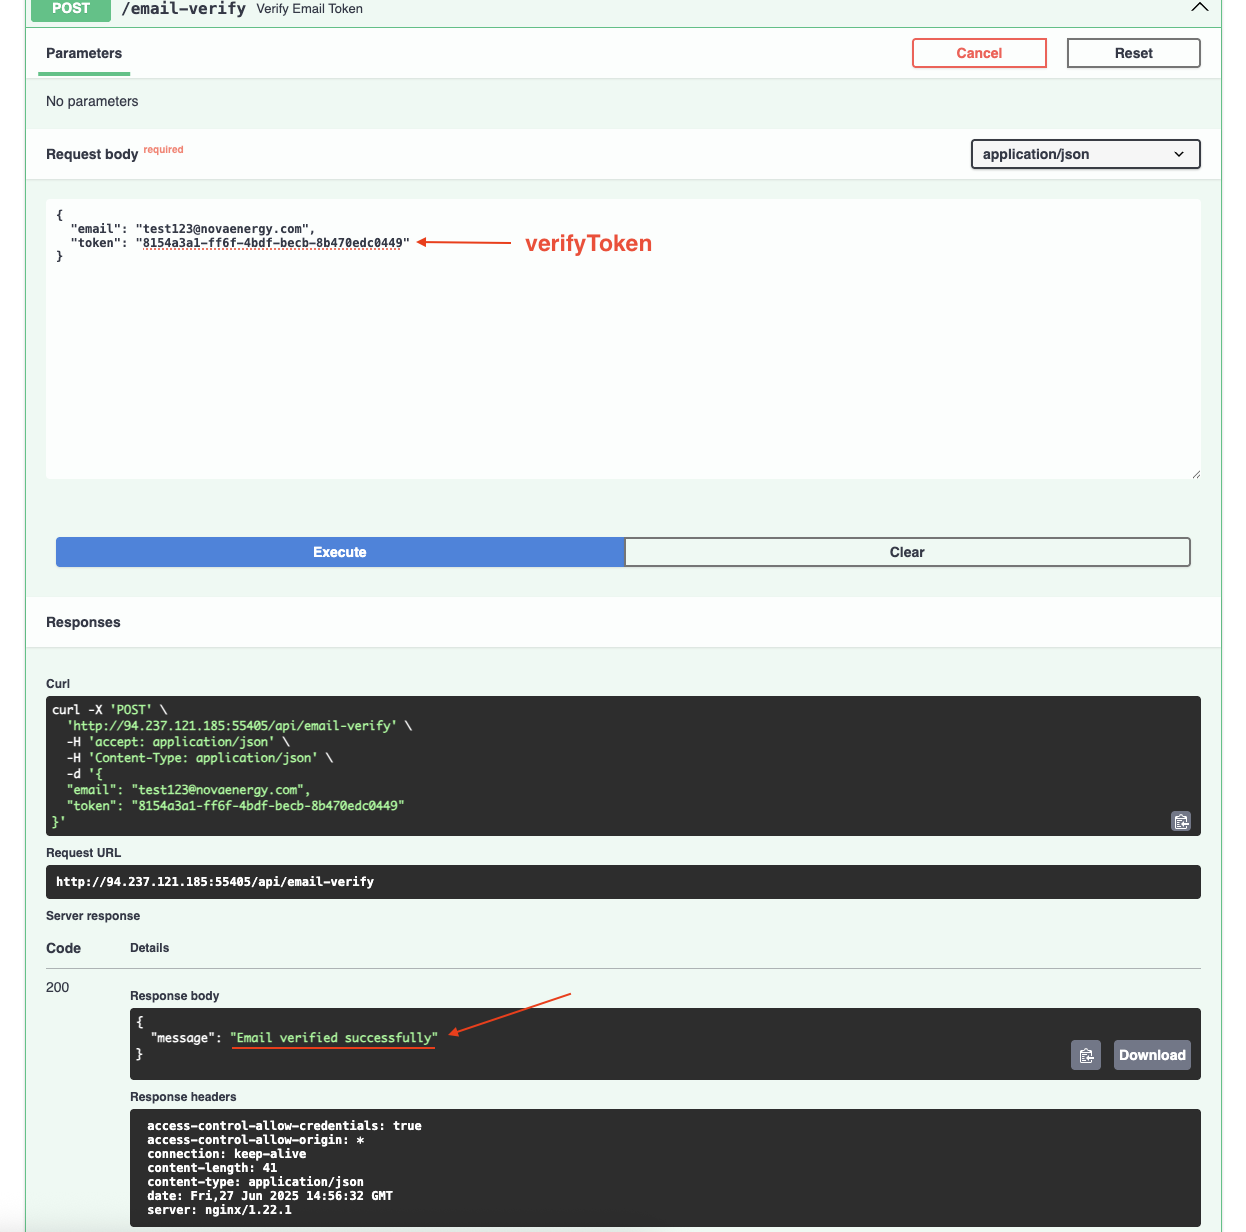 POST /email-verify Verify Email Token
Parameters Cancel Reset
No parameters
Request body required application/json
{
"email": "test123@novaenergy.com",
"token": "8154a3a1-ff6f-4bdf-becb-8b470edc0449" verifyToken
}
Execute Clear
Responses
Curl
curl -X 'POST' \
'http://94.237.121.185:55405/api/email-verify' \
-H 'accept: application/json' \
-H 'Content-Type: application/json' \
-d '{
"email": "test123@novaenergy.com",
"token": "8154a3a1-ff6f-4bdf-becb-8b470edc0449"
}'
Request URL
http://94.237.121.185:55405/api/email-verify
Server response
Code Details
200
Response body
{
"message": "Email verified successfully"
}
Download
Response headers
access-control-allow-credentials: true
access-control-allow-origin: *
connection: keep-alive
content-length: 41
content-type: application/json
date: Fri,27 Jun 2025 14:56:32 GMT
server: nginx/1.22.1